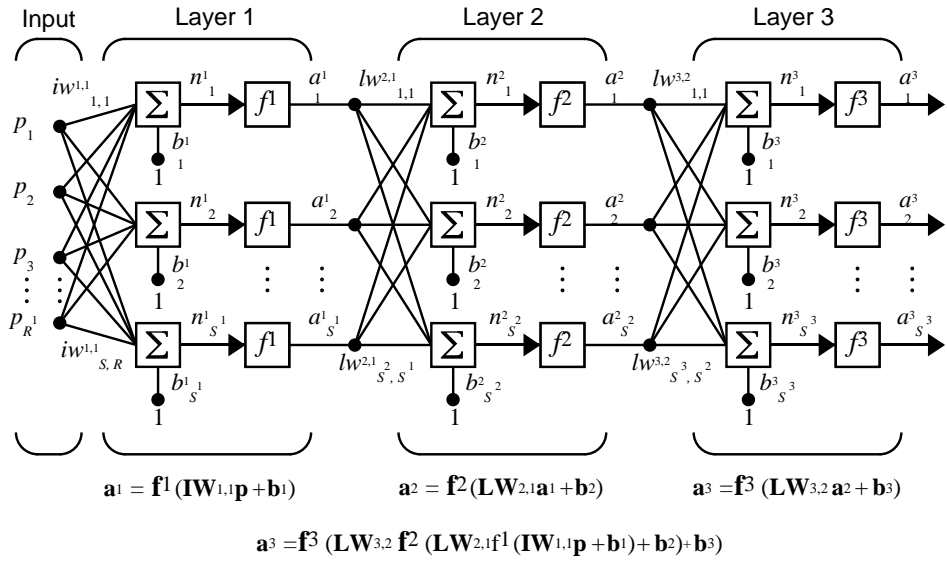 Input Layer 1 Layer 2 Layer 3
iw1,1 1,1 n1 1 a1 1 lw2,1 1,1 n2 1 a2 1 lw3,2 1,1 n3 1 a3 1
Σ f1 Σ f2 Σ f3
p1
b1 1 b2 1 b3 1
1 1 1
p2
n1 2 a1 2 n2 2 a2 2 n3 2 a3 2
Σ f1 Σ f2 Σ f3
p3
b1 2 b2 2 b3 2
1 1 1
pR1
n1 S1 a1 S1 n2 S2 a2 S2 n3 S3 a3 S3
Σ f1 Σ f2 Σ f3
iw1,1 S, R lw2,1 S2, S1 lw3,2 S3, S2
b1 S1 b2 S2 b3 S3
1 1 1
a1 = f1 (IW1,1p + b1) a2 = f2 (LW2,1a1 + b2) a3 = f3 (LW3,2 a2 + b3)
a3 = f3 (LW3,2 f2 (LW2,1f1 (IW1,1p + b1) + b2) + b3)